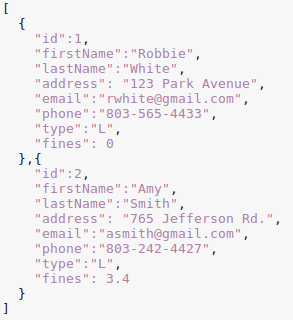 [
  {
    "id":1,
    "firstName":"Robbie",
    "lastName":"White",
    "address": "123 Park Avenue",
    "email":"rwhite@gmail.com",
    "phone":"803-565-4433",
    "type":"L",
    "fines": 0
  },{
    "id":2,
    "firstName":"Amy",
    "lastName":"Smith",
    "address": "765 Jefferson Rd.",
    "email":"asmith@gmail.com",
    "phone":"803-242-4427",
    "type":"L",
    "fines": 3.4
  }
]